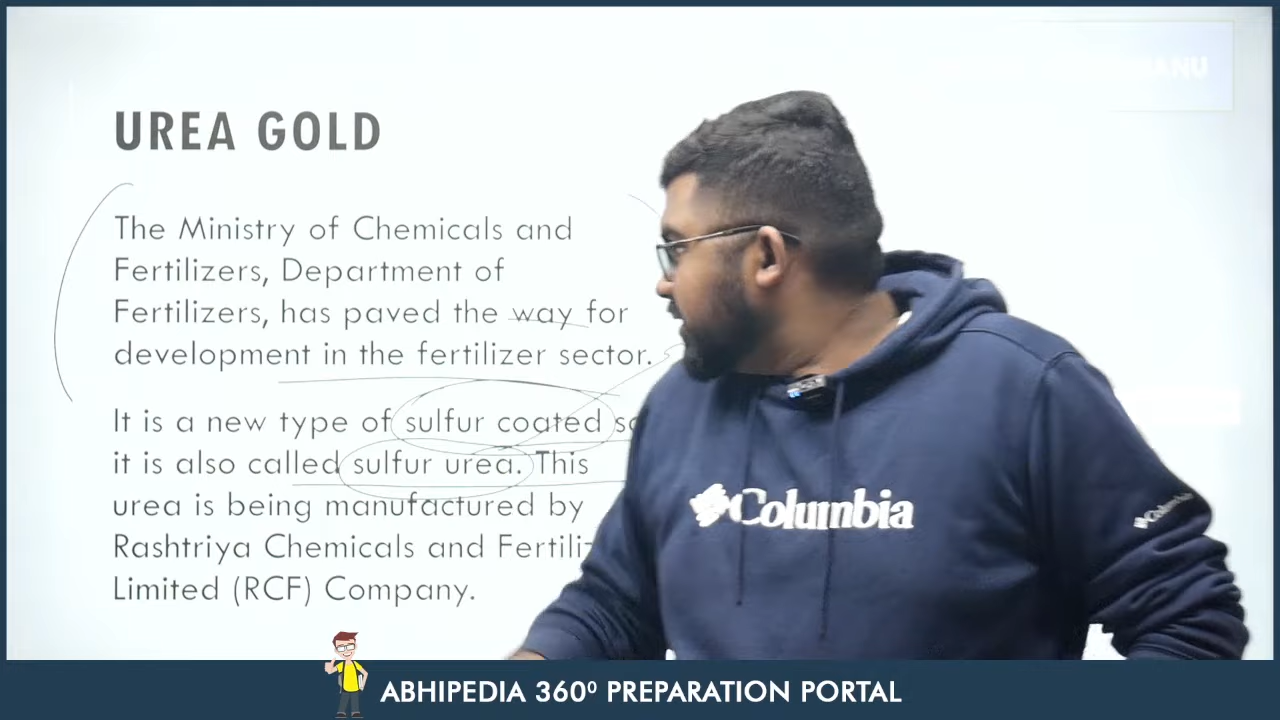 ANU
UREA GOLD
The Ministry of Chemicals and
Fertilizers, Department of
Fertilizers, has paved the way for
development in the fertilizer sector.
It is a new type of sulfur coated
it is also called sulfur urea. This
urea is being manufactured by
Rashtriya Chemicals and
Limited (RCF) Company.
Columbia
Columbia
ABHIPEDIA 360⁰ PREPARATION PORTAL